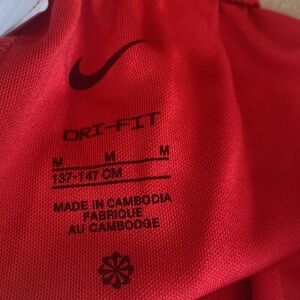 DRI-FIT
M M M
137-147 CM
MADE IN CAMBODIA
FABRIQUE
AU CAMBODGE